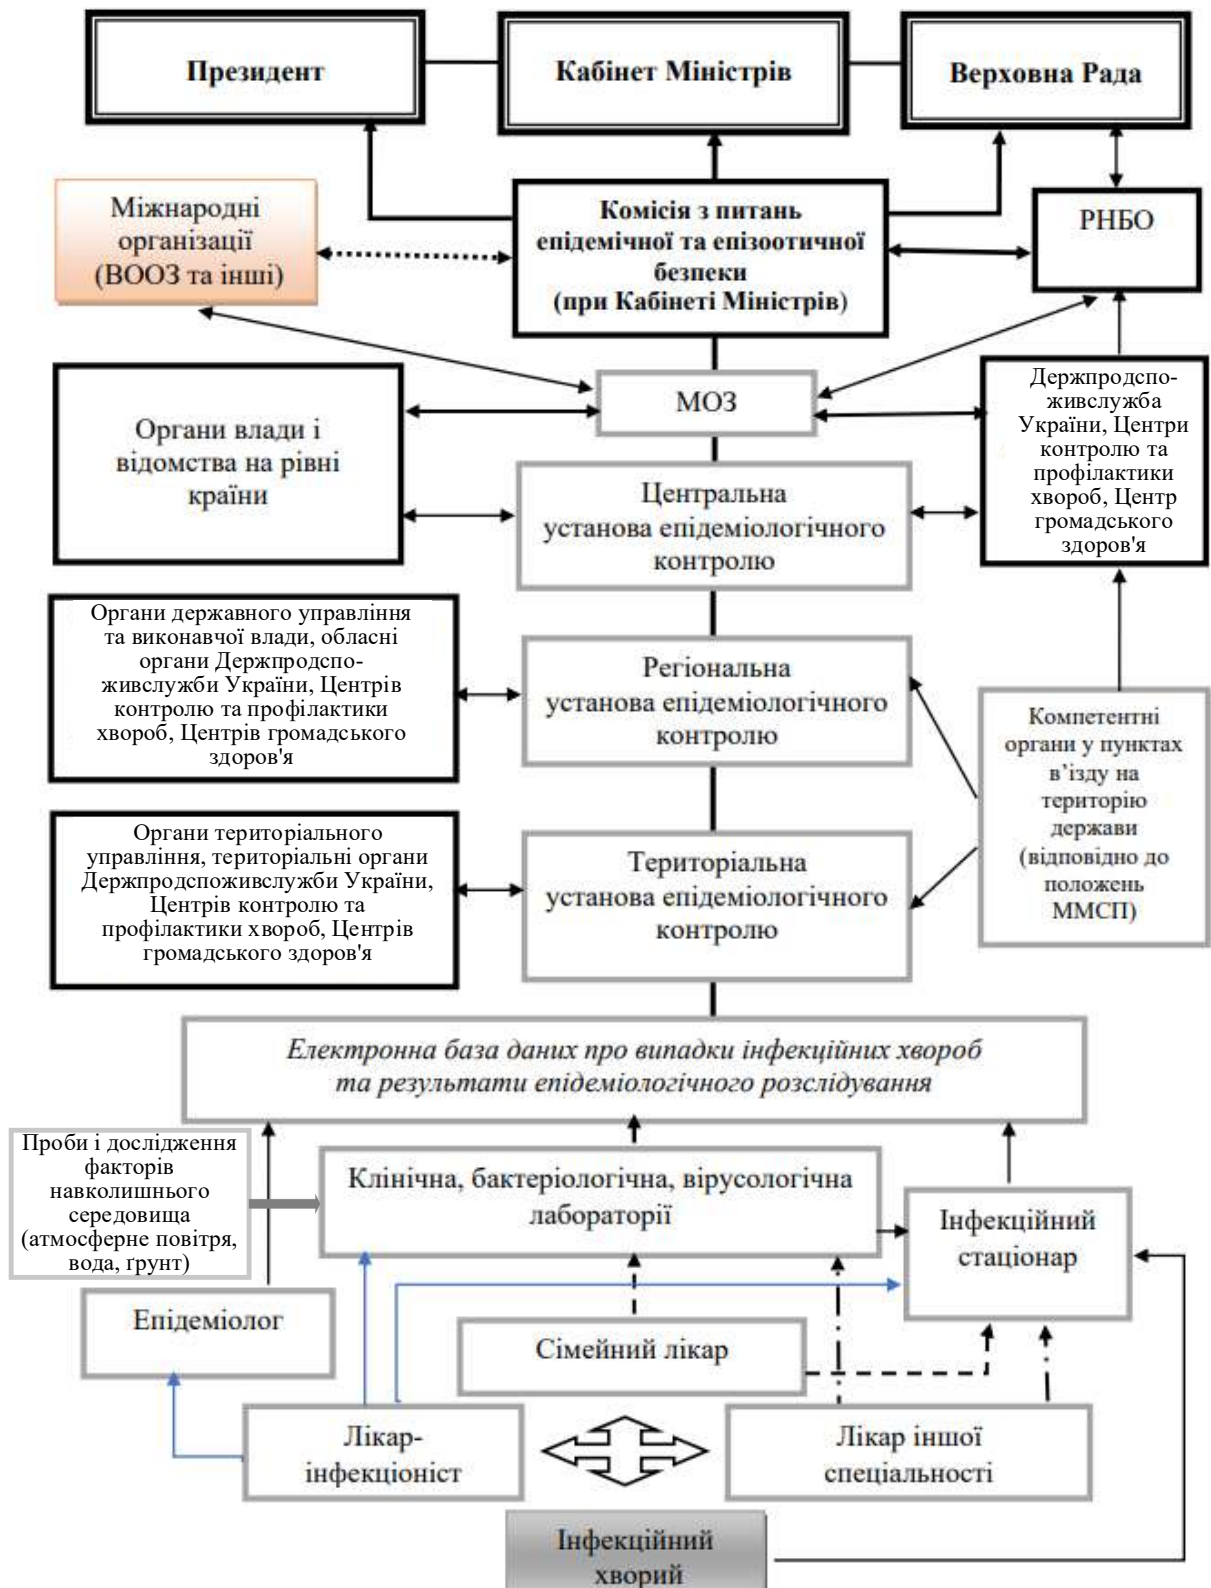 Президент
Кабінет Міністрів
Верховна Рада
Міжнародні
організації
(ВООЗ та інші)
Комісія з питань
епідемічної та епізоотичної
безпеки
(при Кабінеті Міністрів)
РНБО
Органи влади і
відомства на рівні
країни
МОЗ
Держпродспо-
живслужба
України, Центри
контролю та
профілактики
хвороб, Центр
громадського
здоров'я
Центральна
установа епідеміологічного
контролю
Органи державного управління
та виконавчої влади, обласні
органи Держпродспо-
живслужби України, Центрів
контролю та профілактики
хвороб, Центрів громадського
здоров'я
Регіональна
установа епідеміологічного
контролю
Компетентні
органи у пунктах
в’їзду на
територію
держави
(відповідно до
положень
ММСП)
Органи територіального
управління, територіальні органи
Держпродспоживслужби України,
Центрів контролю та
профілактики хвороб, Центрів
громадського здоров'я
Територіальна
установа епідеміологічного
контролю
Електронна база даних про випадки інфекційних хвороб
та результати епідеміологічного розслідування
Проби і дослідження
факторів
навколишнього
середовища
(атмосферне повітря,
вода, ґрунт)
Клінічна, бактеріологічна, вірусологічна
лабораторії
Інфекційний
стаціонар
Епідеміолог
Сімейний лікар
Лікар-
інфекціоніст
Лікар іншої
спеціальності
Інфекційний
хворий